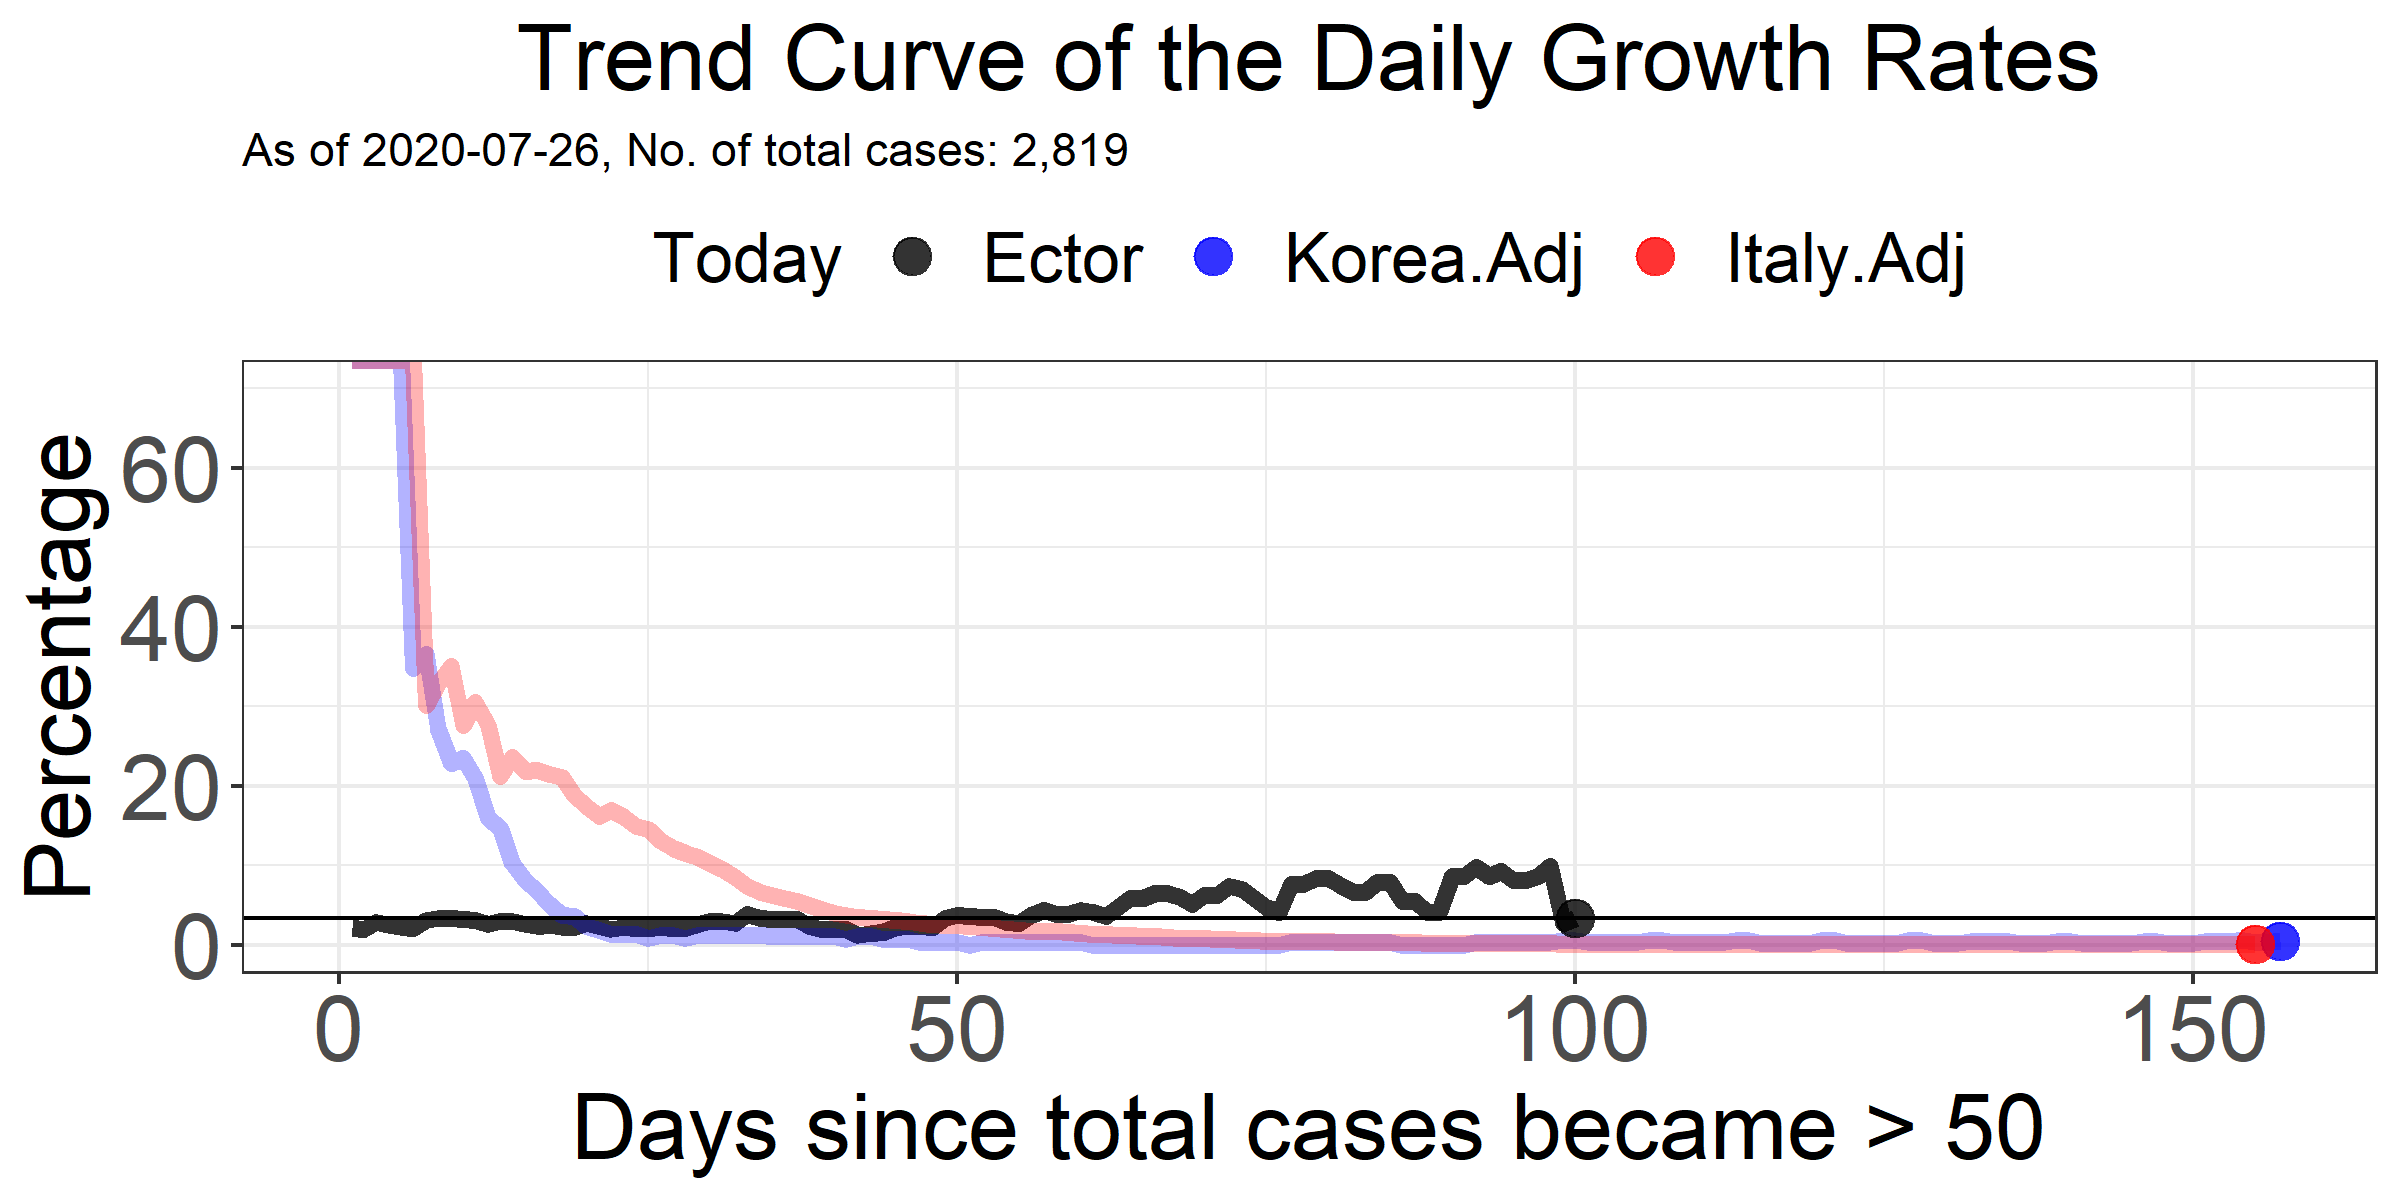 Trend Curve of the Daily Growth Rates
As of 2020-07-26, No. of total cases: 2,819
Today Ector Korea.Adj Italy.Adj
Percentage
60
40
20
0
0 50 100 150
Days since total cases became > 50